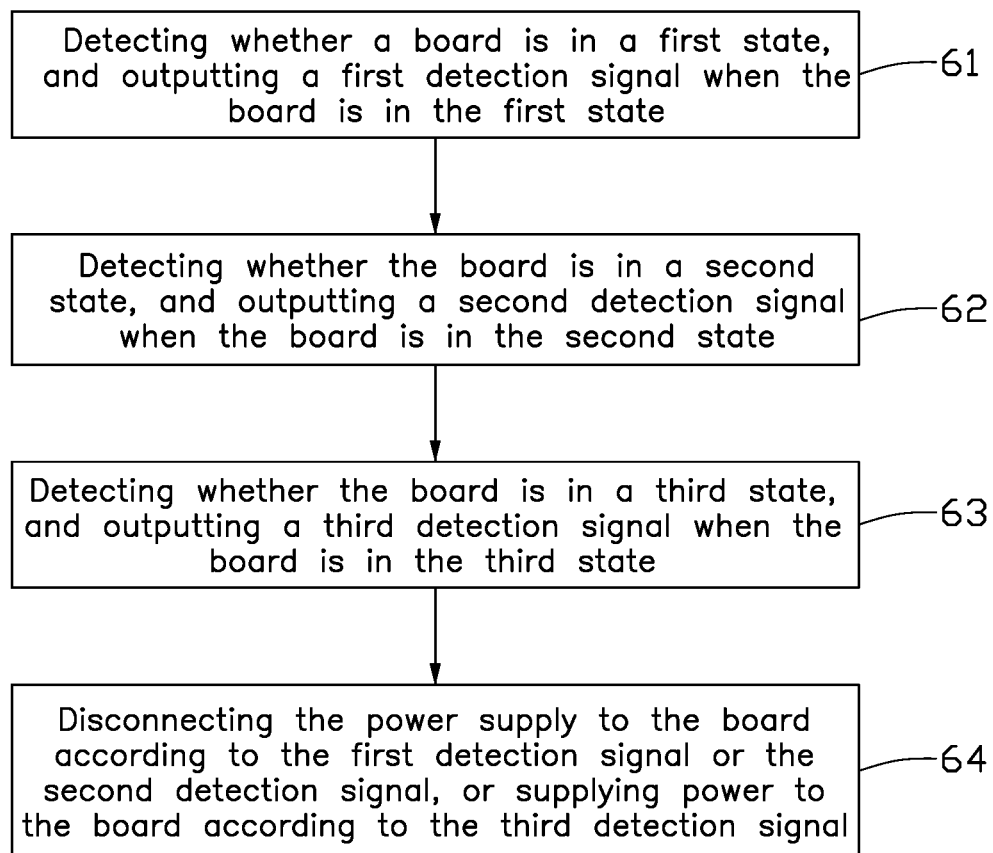 Detecting whether a board is in a first state,
and outputting a first detection signal when the
board is in the first state
61
Detecting whether the board is in a second
state, and outputting a second detection signal
when the board is in the second state
62
Detecting whether the board is in a third state,
and outputting a third detection signal when the
board is in the third state
63
Disconnecting the power supply to the board
according to the first detection signal or the
second detection signal, or supplying power to
the board according to the third detection signal
64